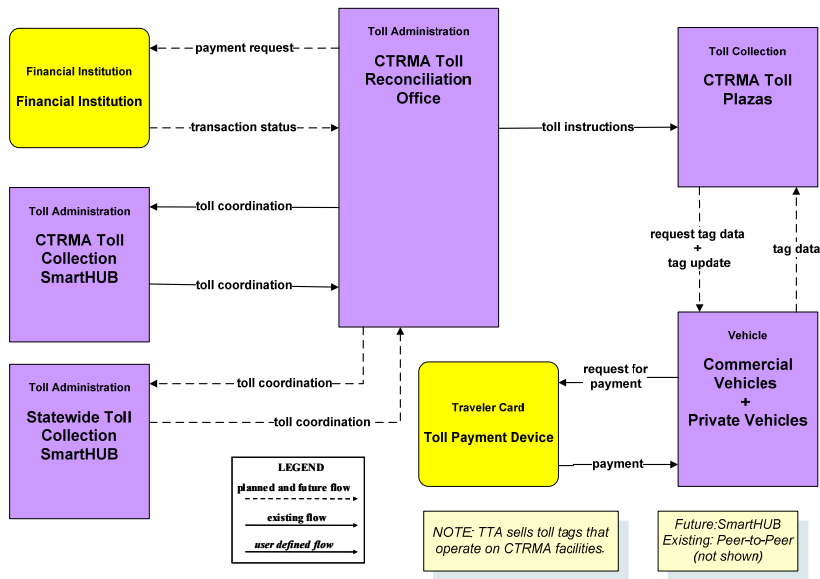 Financial Institution
Financial Institution
payment request
transaction status
Toll Administration
CTRMA Toll
Reconciliation
Office
toll instructions
Toll Collection
CTRMA Toll
Plazas
Toll Administration
CTRMA Toll
Collection
SmartHUB
toll coordination
toll coordination
request tag data
+
tag update
tag data
Toll Administration
Statewide Toll
Collection
SmartHUB
toll coordination
toll coordination
Traveler Card
Toll Payment Device
request for
payment
payment
Vehicle
Commercial
Vehicles
+
Private Vehicles
LEGEND
planned and future flow
existing flow
user defined flow
NOTE: TTA sells toll tags that
operate on CTRMA facilities.
Future:SmartHUB
Existing: Peer-to-Peer
(not shown)